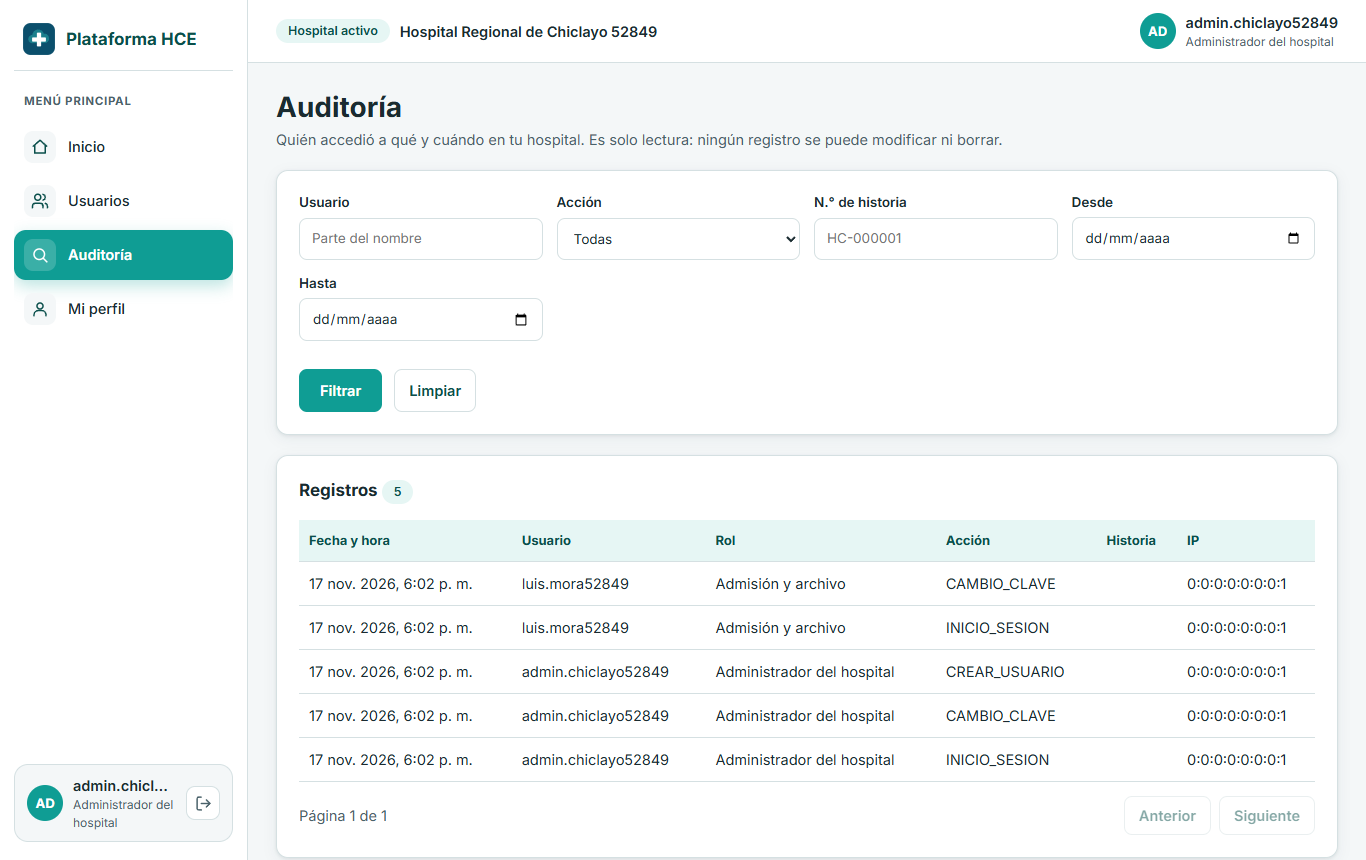 Plataforma HCE
MENÚ PRINCIPAL
Inicio
Usuarios
Auditoría
Mi perfil
AD
admin.chicl...
Administrador del
hospital
Hospital activo
Hospital Regional de Chiclayo 52849
AD
admin.chiclayo52849
Administrador del hospital
Auditoría
Quién accedió a qué y cuándo en tu hospital. Es solo lectura: ningún registro se puede modificar ni borrar.
Usuario Acción N.° de historia Desde
Parte del nombre Todas HC-000001 dd/mm/aaaa
Hasta
dd/mm/aaaa
Filtrar Limpiar
Registros 5
Fecha y hora Usuario Rol Acción Historia IP
17 nov. 2026, 6:02 p. m. luis.mora52849 Admisión y archivo CAMBIO_CLAVE 0:0:0:0:0:0:0:1
17 nov. 2026, 6:02 p. m. luis.mora52849 Admisión y archivo INICIO_SESION 0:0:0:0:0:0:0:1
17 nov. 2026, 6:02 p. m. admin.chiclayo52849 Administrador del hospital CREAR_USUARIO 0:0:0:0:0:0:0:1
17 nov. 2026, 6:02 p. m. admin.chiclayo52849 Administrador del hospital CAMBIO_CLAVE 0:0:0:0:0:0:0:1
17 nov. 2026, 6:02 p. m. admin.chiclayo52849 Administrador del hospital INICIO_SESION 0:0:0:0:0:0:0:1
Página 1 de 1 Anterior Siguiente